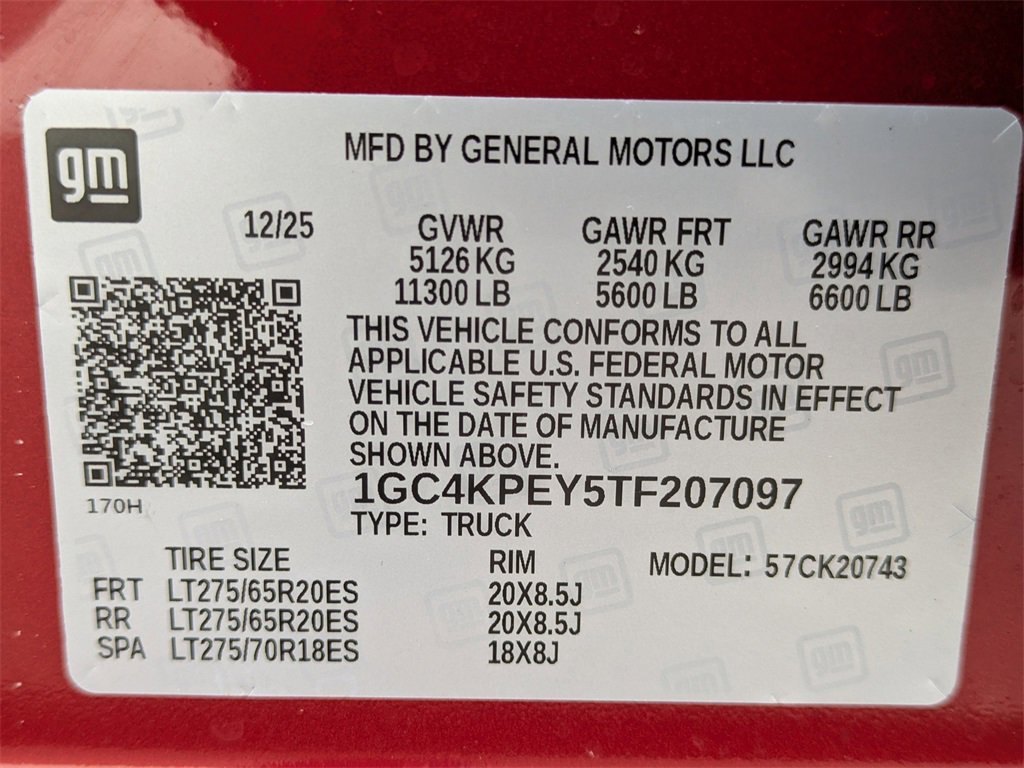 gm
MFD BY GENERAL MOTORS LLC
12/25 GVWR GAWR FRT GAWR RR
5126 KG 2540 KG 2994 KG
11300 LB 5600 LB 6600 LB
THIS VEHICLE CONFORMS TO ALL
APPLICABLE U.S. FEDERAL MOTOR
VEHICLE SAFETY STANDARDS IN EFFECT
ON THE DATE OF MANUFACTURE
SHOWN ABOVE.
1GC4KPEY5TF207097
170H
TYPE: TRUCK
TIRE SIZE RIM MODEL: 57CK20743
FRT LT275/65R20ES 20X8.5J
RR LT275/65R20ES 20X8.5J
SPA LT275/70R18ES 18X8J